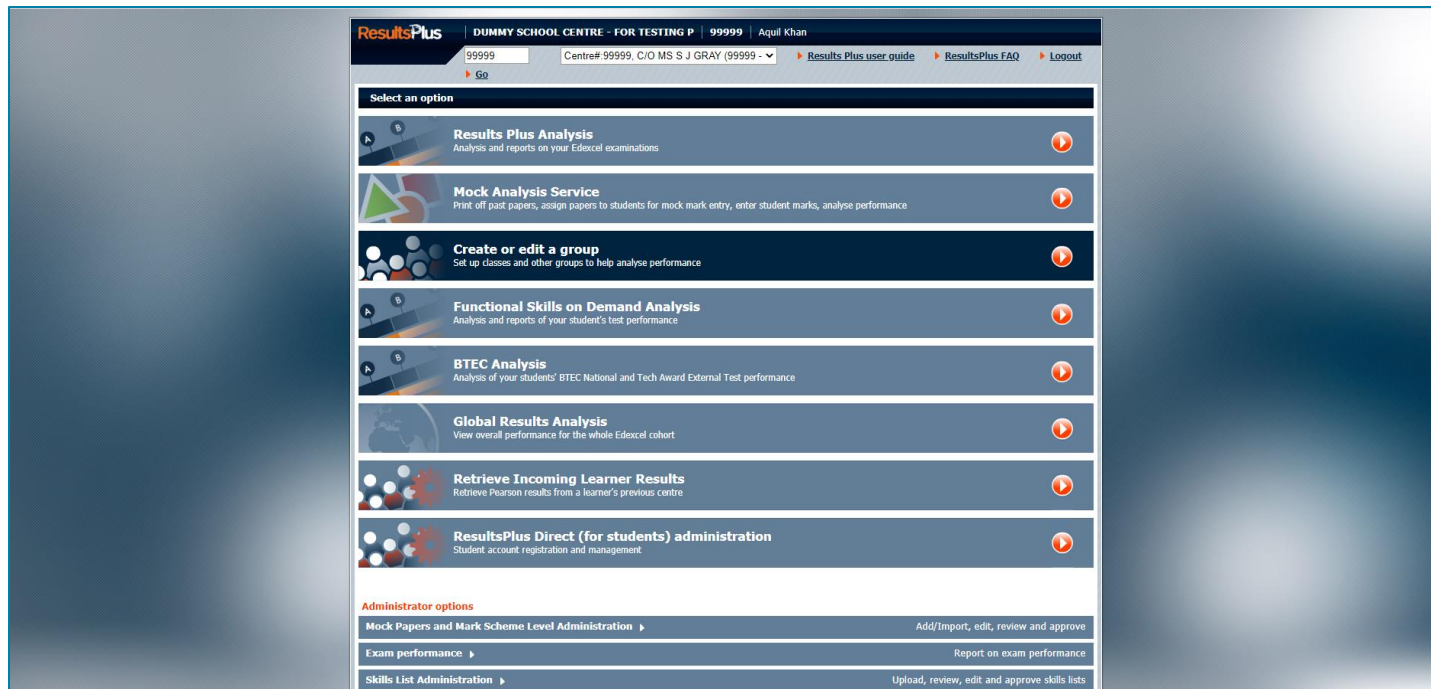 ResultsPlus DUMMY SCHOOL CENTRE - FOR TESTING P 99999 Aquil Khan
99999 Centre#:99999, C/O MS S J GRAY (99999 - Results Plus user guide ResultsPlus FAQ Logout
Go
Select an option
A B
Results Plus Analysis
Analysis and reports on your Edexcel examinations
Mock Analysis Service
Print off past papers, assign papers to students for mock mark entry, enter student marks, analyse performance
Create or edit a group
Set up classes and other groups to help analyse performance
A B
Functional Skills on Demand Analysis
Analysis and reports of your student's test performance
A B
BTEC Analysis
Analysis of your students' BTEC National and Tech Award External Test performance
Global Results Analysis
View overall performance for the whole Edexcel cohort
Retrieve Incoming Learner Results
Retrieve Pearson results from a learner's previous centre
ResultsPlus Direct (for students) administration
Student account registration and management
Administrator options
Mock Papers and Mark Scheme Level Administration Add/Import, edit, review and approve
Exam performance Report on exam performance
Skills List Administration Upload, review, edit and approve skills lists